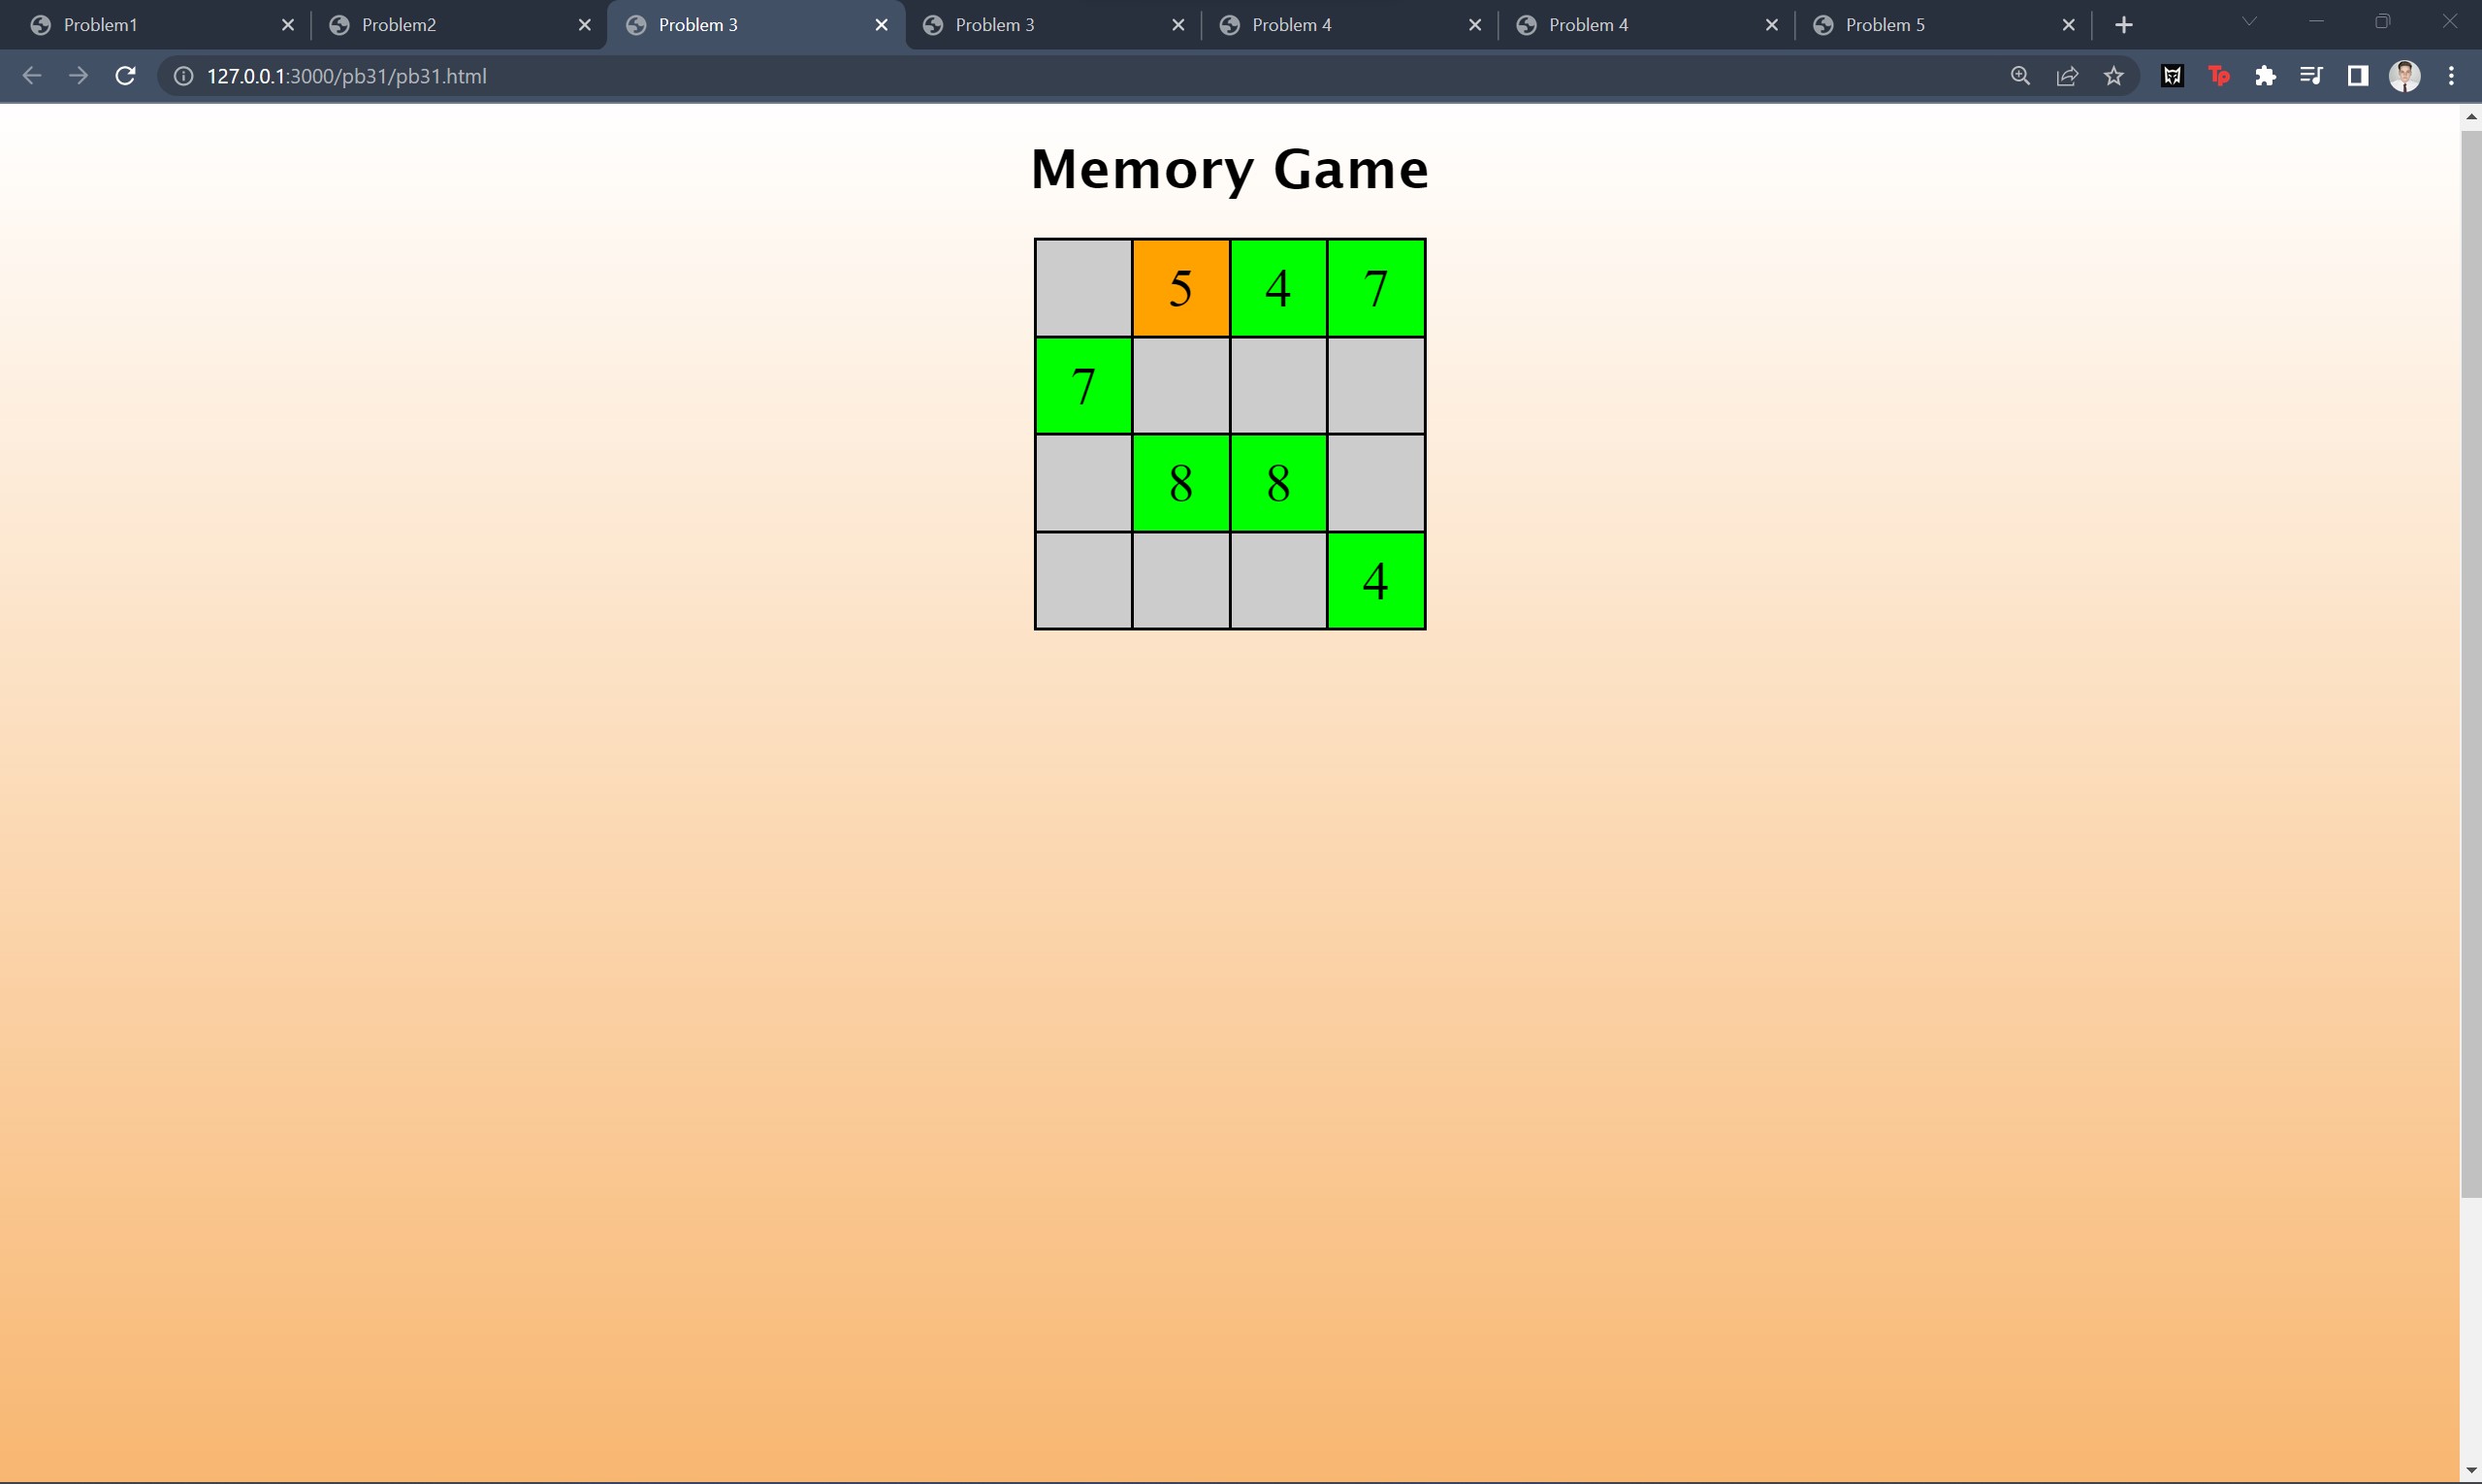 Problem1 Problem2 Problem 3 Problem 3 Problem 4 Problem 4 Problem 5
127.0.0.1:3000/pb31/pb31.html Tp
Memory Game
5 4 7
7
8 8
4